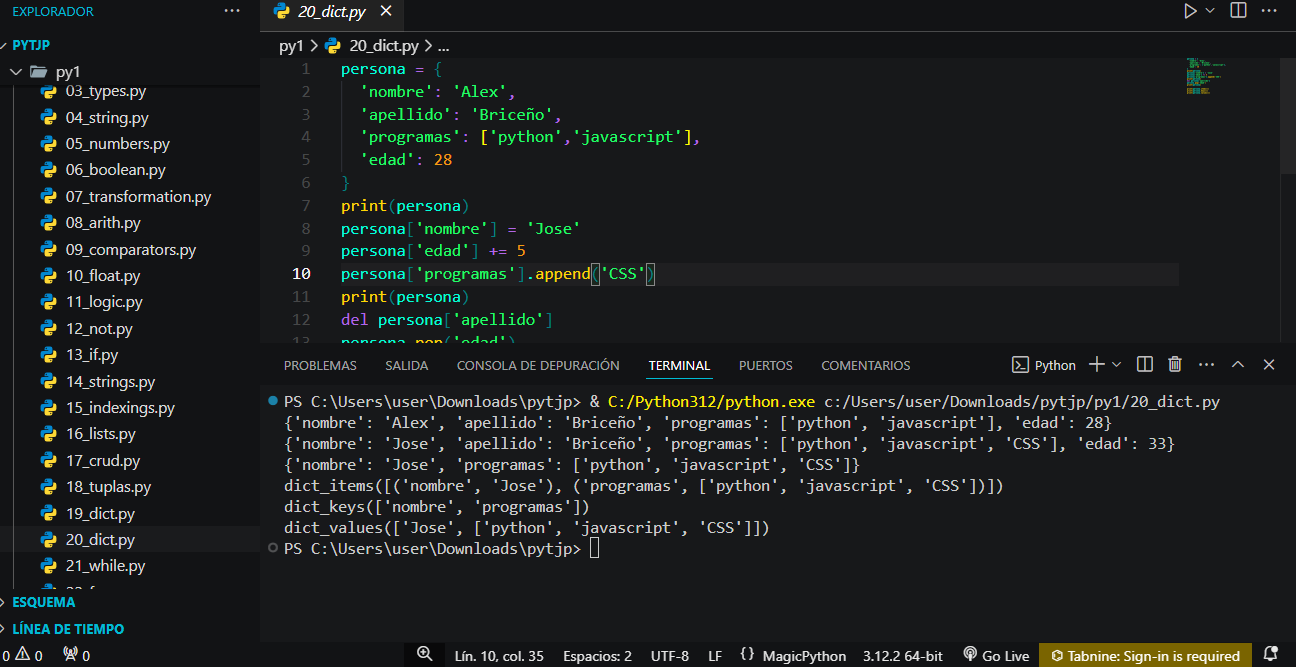 EXPLORADOR
···
20_dict.py
PYTJP
py1 > 20_dict.py > ...
py1
03_types.py
04_string.py
05_numbers.py
06_boolean.py
07_transformation.py
08_arith.py
09_comparators.py
10_float.py
11_logic.py
12_not.py
13_if.py
14_strings.py
15_indexings.py
16_lists.py
17_crud.py
18_tuplas.py
19_dict.py
20_dict.py
21_while.py
ESQUEMA
LÍNEA DE TIEMPO
1 persona = {
2   'nombre': 'Alex',
3   'apellido': 'Briceño',
4   'programas': ['python','javascript'],
5   'edad': 28
6 }
7 print(persona)
8 persona['nombre'] = 'Jose'
9 persona['edad'] += 5
10 persona['programas'].append('CSS')
11 print(persona)
12 del persona['apellido']
13 persona.pop('edad')
PROBLEMAS SALIDA CONSOLA DE DEPURACIÓN TERMINAL PUERTOS COMENTARIOS Python
PS C:\Users\user\Downloads\pytjp> & C:/Python312/python.exe c:/Users/user/Downloads/pytjp/py1/20_dict.py
{'nombre': 'Alex', 'apellido': 'Briceño', 'programas': ['python', 'javascript'], 'edad': 28}
{'nombre': 'Jose', 'apellido': 'Briceño', 'programas': ['python', 'javascript', 'CSS'], 'edad': 33}
{'nombre': 'Jose', 'programas': ['python', 'javascript', 'CSS']}
dict_items([('nombre', 'Jose'), ('programas', ['python', 'javascript', 'CSS'])])
dict_keys(['nombre', 'programas'])
dict_values(['Jose', ['python', 'javascript', 'CSS']])
PS C:\Users\user\Downloads\pytjp>
0 0 0 Lín. 10, col. 35 Espacios: 2 UTF-8 LF {} MagicPython 3.12.2 64-bit Go Live Tabnine: Sign-in is required